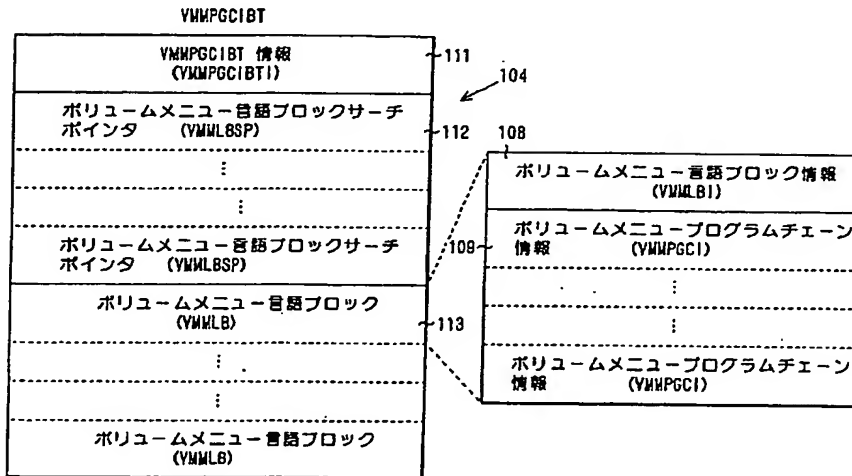 VMMPGCIBT
VMMPGCIBT 情報
(VMMPGCIBTI)
111
104
ボリュームメニュー言語ブロックサーチ
ポインタ (VMMLBSP)
112
⋮
⋮
ボリュームメニュー言語ブロックサーチ
ポインタ (VMMLBSP)
ボリュームメニュー言語ブロック
(VMMLB)
113
⋮
⋮
ボリュームメニュー言語ブロック
(VMMLB)
108
ボリュームメニュー言語ブロック情報
(VMMLBI)
109
ボリュームメニュープログラムチェーン
情報 (VMMPGCI)
⋮
⋮
ボリュームメニュープログラムチェーン
情報 (VMMPGCI)